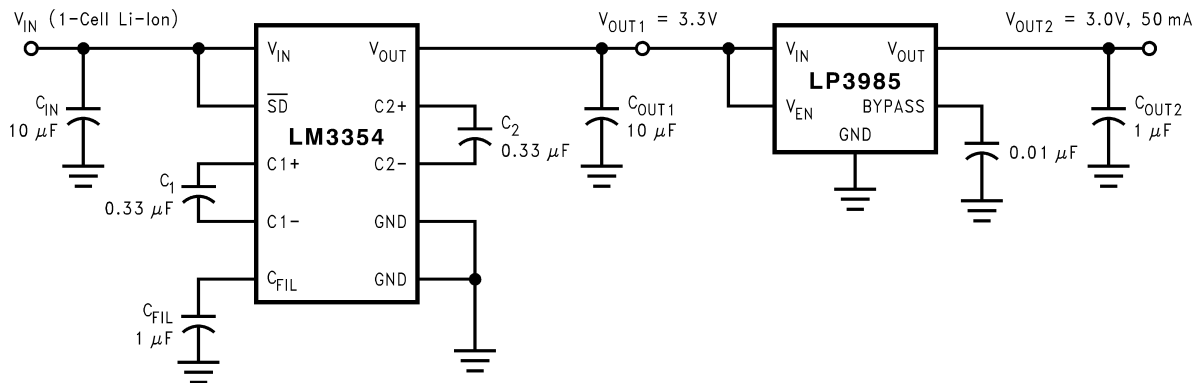 V_IN (1-Cell Li-Ion)
V_OUT1 = 3.3V
V_OUT2 = 3.0V, 50 mA
C_IN
10 µF
C_1
0.33 µF
C_FIL
1 µF
V_IN
SD
C1+
C1-
C_FIL
LM3354
V_OUT
C2+
C2-
GND
GND
C_2
0.33 µF
C_OUT1
10 µF
V_IN
V_EN
LP3985
V_OUT
BYPASS
GND
0.01 µF
C_OUT2
1 µF